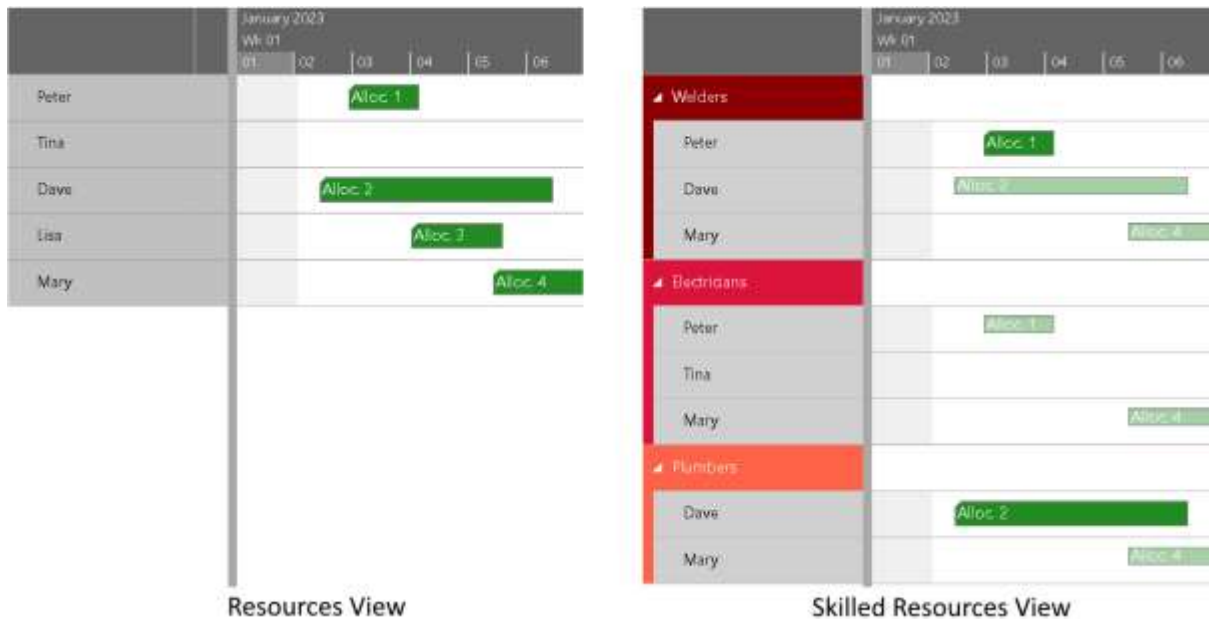 January 2023
Wk 01
01 02 03 04 05 06
Peter Alloc. 1
Tina
Dave Alloc. 2
Lisa Alloc. 3
Mary Alloc. 4
Resources View
January 2023
Wk 01
01 02 03 04 05 06
Welders
Peter Alloc. 1
Dave Alloc. 2
Mary Alloc. 4
Electricians
Peter Alloc. 1
Tina
Mary Alloc. 4
Plumbers
Dave Alloc. 2
Mary Alloc. 4
Skilled Resources View